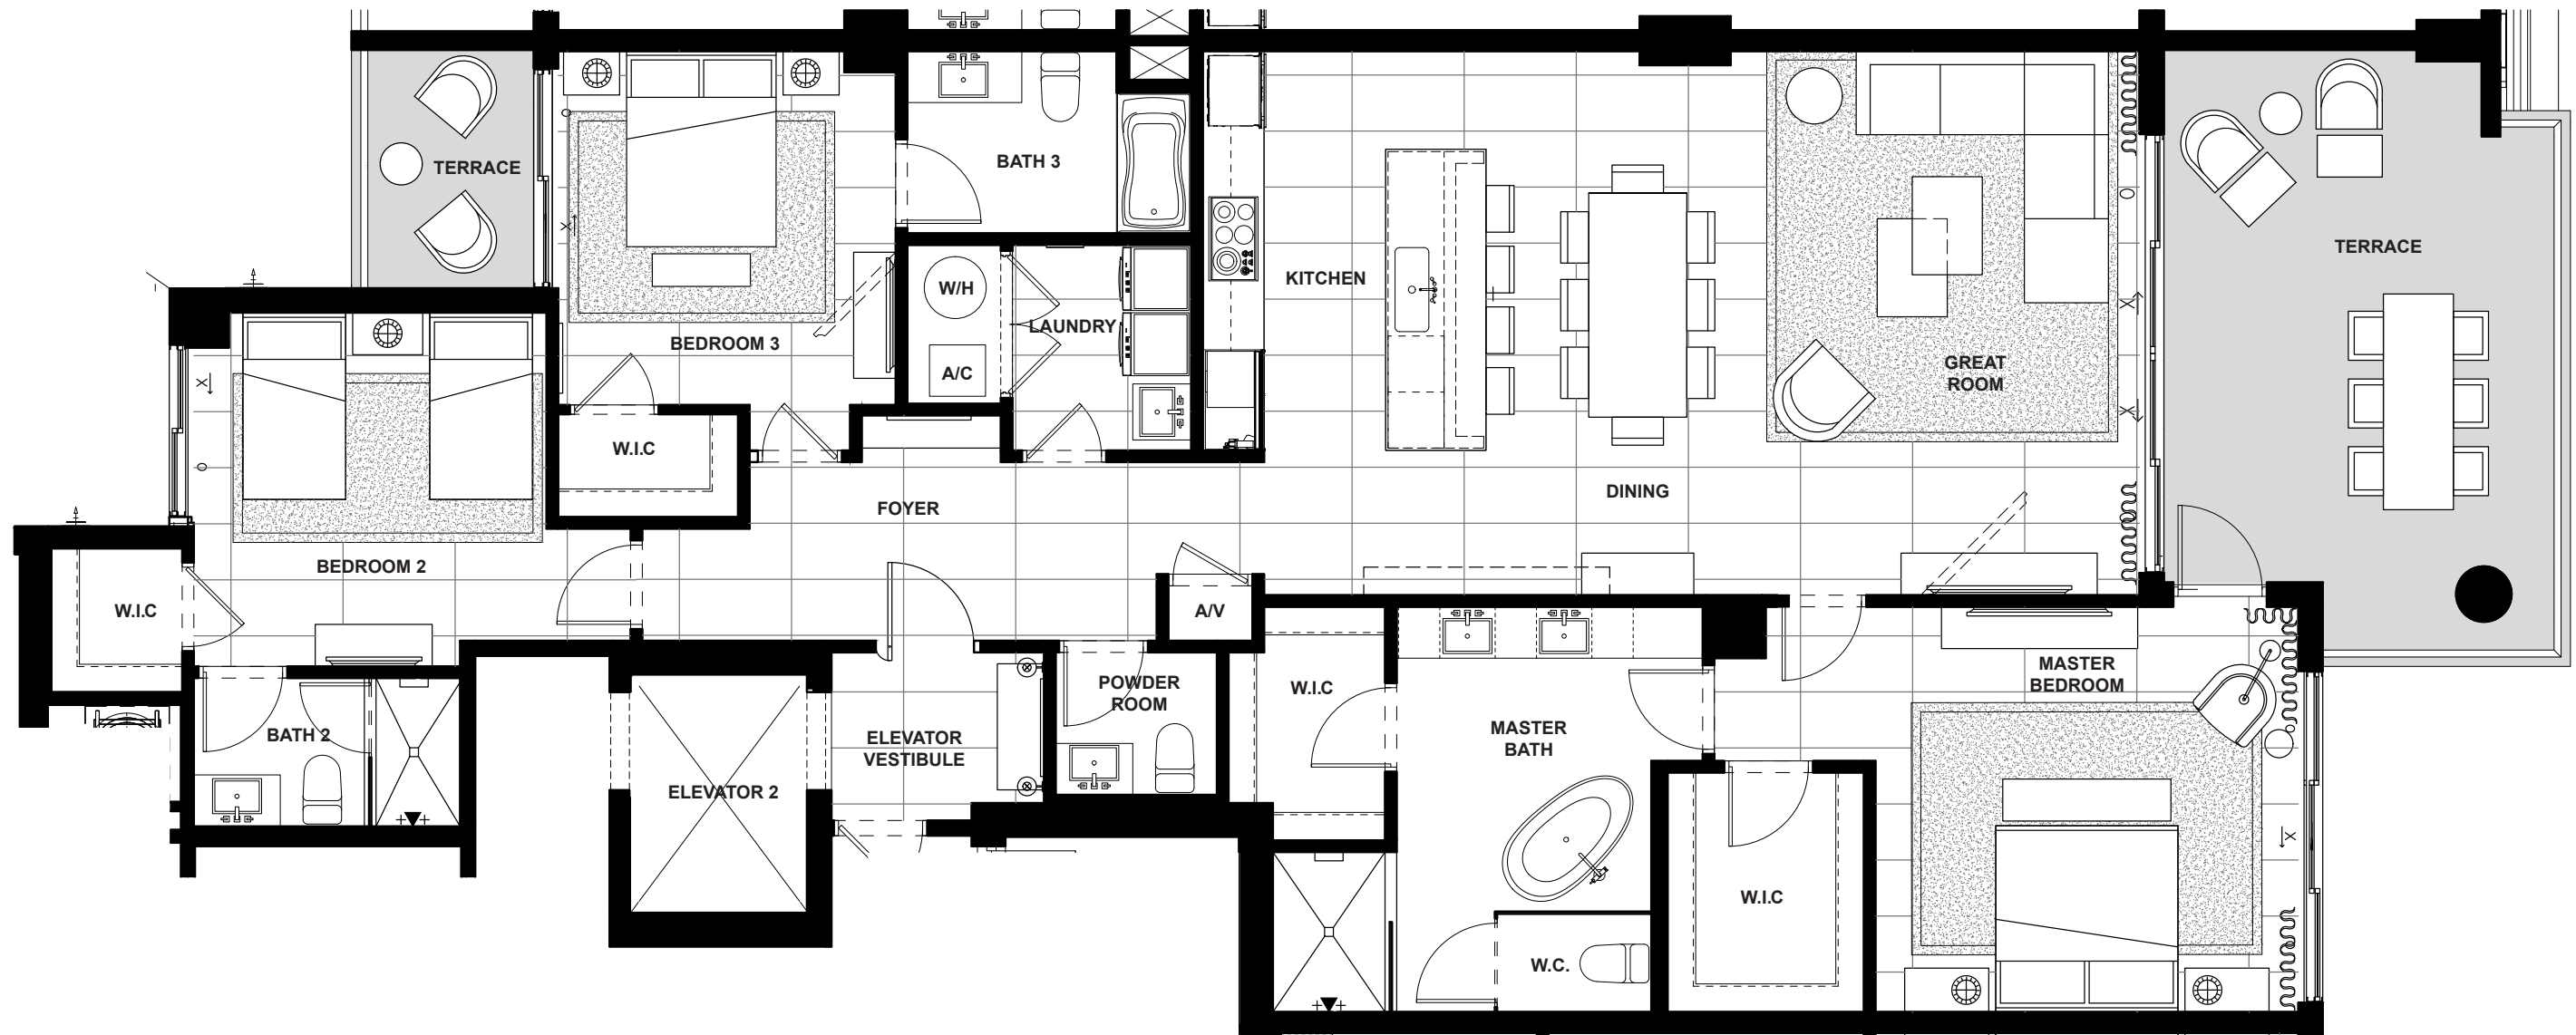 BATH 3
TERRACE
TERRACE
KITCHEN
W/H
LAUNDRY
BEDROOM 3
GREAT
ROOM
A/C
W.I.C
DINING
FOYER
BEDROOM 2
W.I.C
A/V
MASTER
BEDROOM
POWDER
ROOM
W.I.C
BATH 2
MASTER
BATH
ELEVATOR
VESTIBULE
ELEVATOR 2
W.I.C
W.C.
X
O
X
O
X
X
O
X